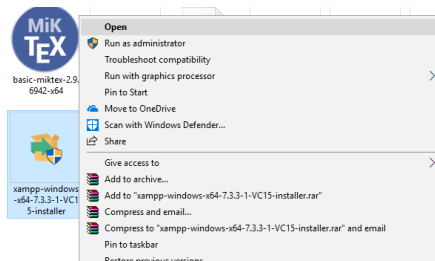 MiK
TEX
basic-miktex-2.9.
6942-x64
xampp-windows
-x64-7.3.3-1-VC1
5-installer
Open
Run as administrator
Troubleshoot compatibility
Run with graphics processor
Pin to Start
Move to OneDrive
Scan with Windows Defender...
Share
Give access to
Add to archive...
Add to "xampp-windows-x64-7.3.3-1-VC15-installer.rar"
Compress and email...
Compress to "xampp-windows-x64-7.3.3-1-VC15-installer.rar" and email
Pin to taskbar
Restore previous versions